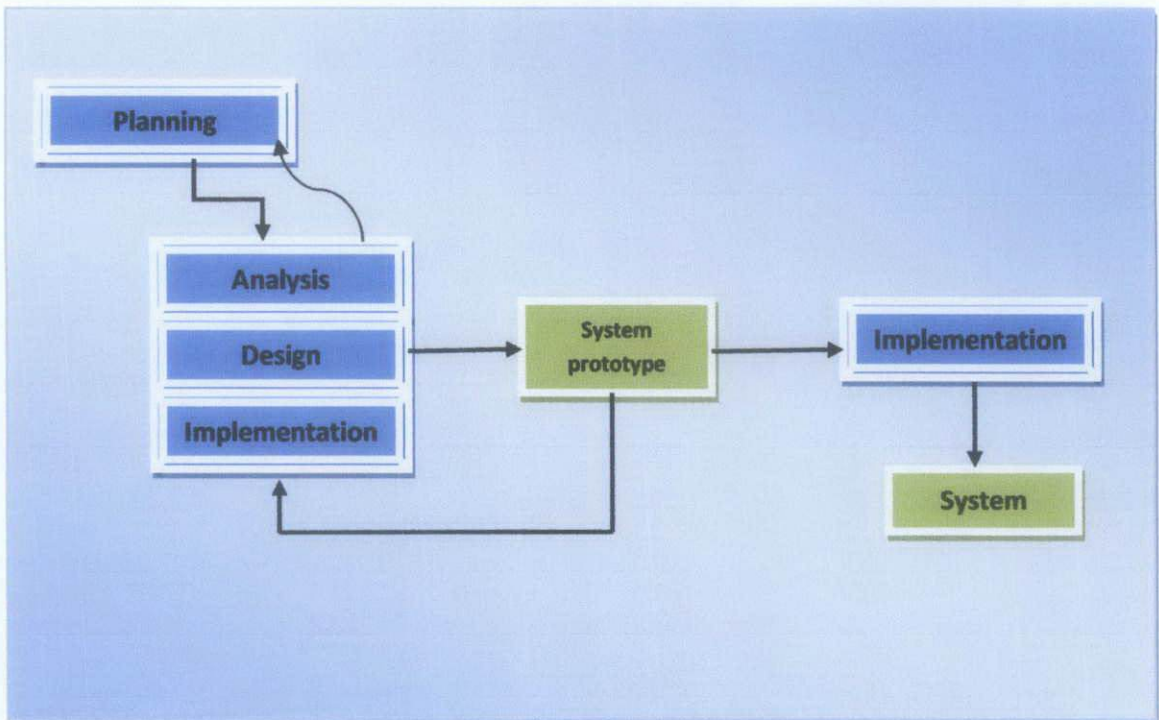 Planning
Analysis
Design
Implementation
System
prototype
Implementation
System